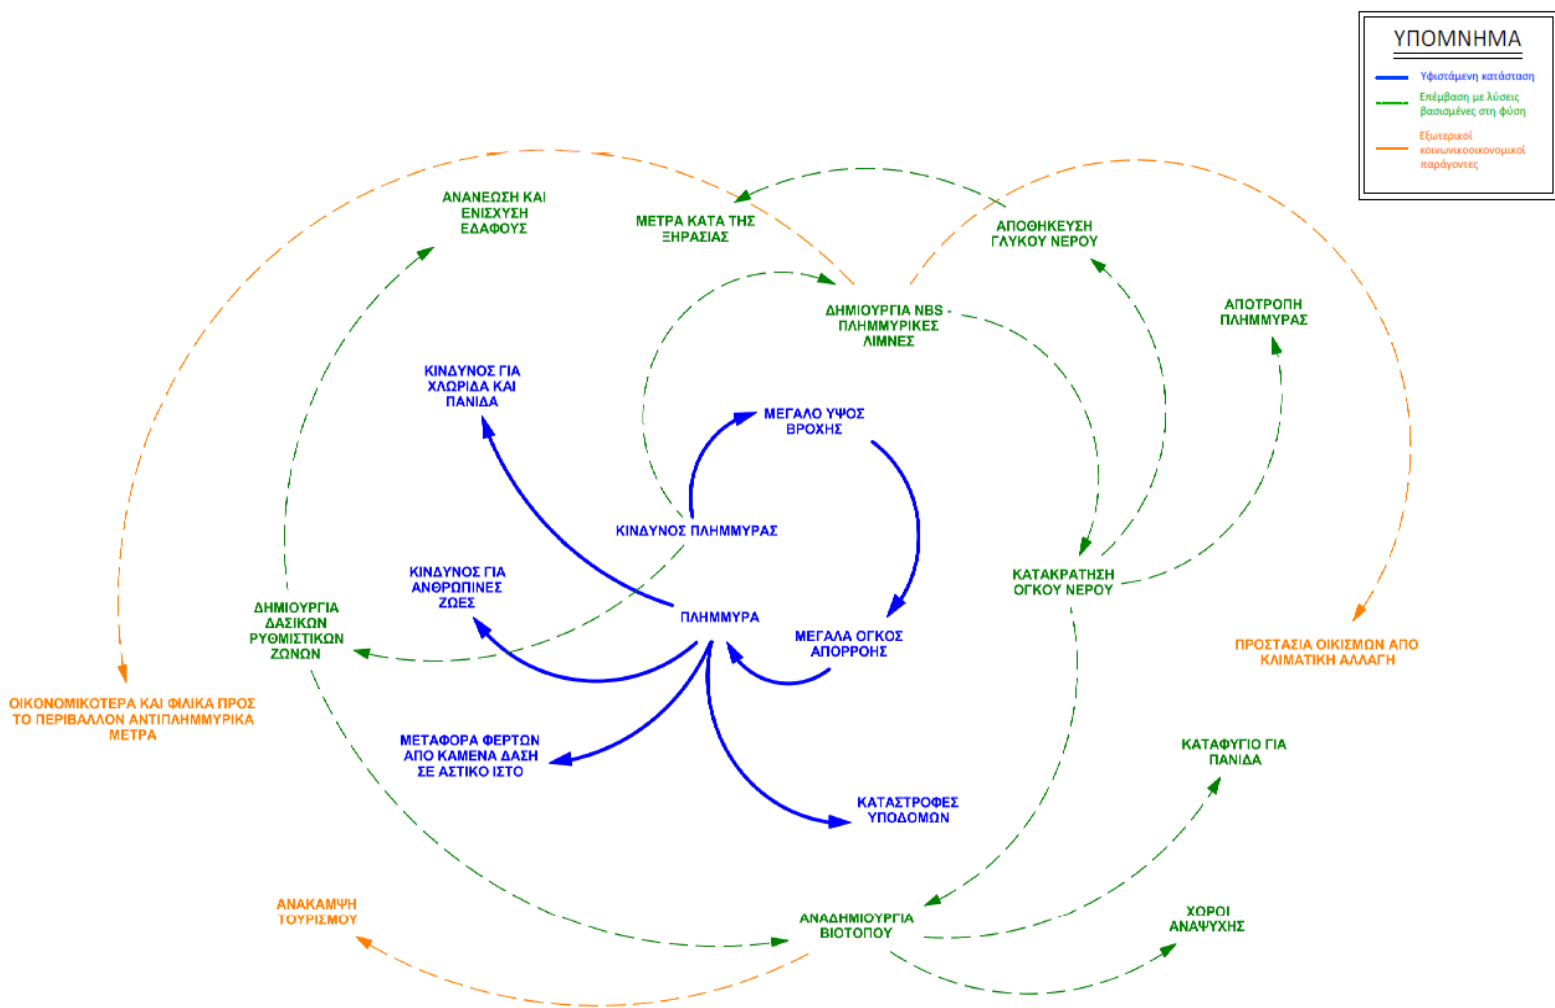 ΥΠΟΜΝΗΜΑ
Υφιστάμενη κατάσταση
Επέμβαση με λύσεις
βασισμένες στη φύση
Εξωτερικοί
κοινωνικοοικονομικοί
παράγοντες
ΑΝΑΝΕΩΣΗ ΚΑΙ
ΕΝΙΣΧΥΣΗ
ΕΔΑΦΟΥΣ
ΜΕΤΡΑ ΚΑΤΑ ΤΗΣ
ΞΗΡΑΣΙΑΣ
ΑΠΟΘΗΚΕΥΣΗ
ΓΛΥΚΟΥ ΝΕΡΟΥ
ΔΗΜΙΟΥΡΓΙΑ NBS -
ΠΛΗΜΜΥΡΙΚΕΣ
ΛΙΜΝΕΣ
ΑΠΟΤΡΟΠΗ
ΠΛΗΜΜΥΡΑΣ
ΚΙΝΔΥΝΟΣ ΓΙΑ
ΧΛΩΡΙΔΑ ΚΑΙ
ΠΑΝΙΔΑ
ΜΕΓΑΛΟ ΥΨΟΣ
ΒΡΟΧΗΣ
ΚΙΝΔΥΝΟΣ ΠΛΗΜΜΥΡΑΣ
ΚΙΝΔΥΝΟΣ ΓΙΑ
ΑΝΘΡΩΠΙΝΕΣ
ΖΩΕΣ
ΚΑΤΑΚΡΑΤΗΣΗ
ΟΓΚΟΥ ΝΕΡΟΥ
ΔΗΜΙΟΥΡΓΙΑ
ΔΑΣΙΚΩΝ
ΡΥΘΜΙΣΤΙΚΩΝ
ΖΩΝΩΝ
ΠΛΗΜΜΥΡΑ
ΜΕΓΑΛΑ ΟΓΚΟΣ
ΑΠΟΡΡΟΗΣ
ΠΡΟΣΤΑΣΙΑ ΟΙΚΙΣΜΩΝ ΑΠΟ
ΚΛΙΜΑΤΙΚΗ ΑΛΛΑΓΗ
ΟΙΚΟΝΟΜΙΚΟΤΕΡΑ ΚΑΙ ΦΙΛΙΚΑ ΠΡΟΣ
ΤΟ ΠΕΡΙΒΑΛΛΟΝ ΑΝΤΙΠΛΗΜΜΥΡΙΚΑ
ΜΕΤΡΑ
ΜΕΤΑΦΟΡΑ ΦΕΡΤΩΝ
ΑΠΟ ΚΑΜΕΝΑ ΔΑΣΗ
ΣΕ ΑΣΤΙΚΟ ΙΣΤΟ
ΚΑΤΑΦΥΓΙΟ ΓΙΑ
ΠΑΝΙΔΑ
ΚΑΤΑΣΤΡΟΦΕΣ
ΥΠΟΔΟΜΩΝ
ΑΝΑΚΑΜΨΗ
ΤΟΥΡΙΣΜΟΥ
ΑΝΑΔΗΜΙΟΥΡΓΙΑ
ΒΙΟΤΟΠΟΥ
ΧΩΡΟΙ
ΑΝΑΨΥΧΗΣ